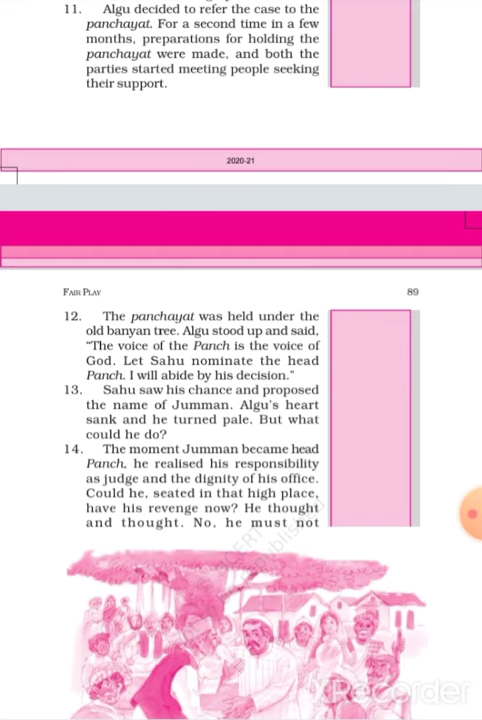 11. Algu decided to refer the case to the
panchayat. For a second time in a few
months, preparations for holding the
panchayat were made, and both the
parties started meeting people seeking
their support.
2020-21
FAIR PLAY 89
12. The panchayat was held under the
old banyan tree. Algu stood up and said,
"The voice of the Panch is the voice of
God. Let Sahu nominate the head
Panch. I will abide by his decision."
13. Sahu saw his chance and proposed
the name of Jumman. Algu's heart
sank and he turned pale. But what
could he do?
14. The moment Jumman became head
Panch, he realised his responsibility
as judge and the dignity of his office.
Could he, seated in that high place,
have his revenge now? He thought
and thought. No, he must not
Recorder